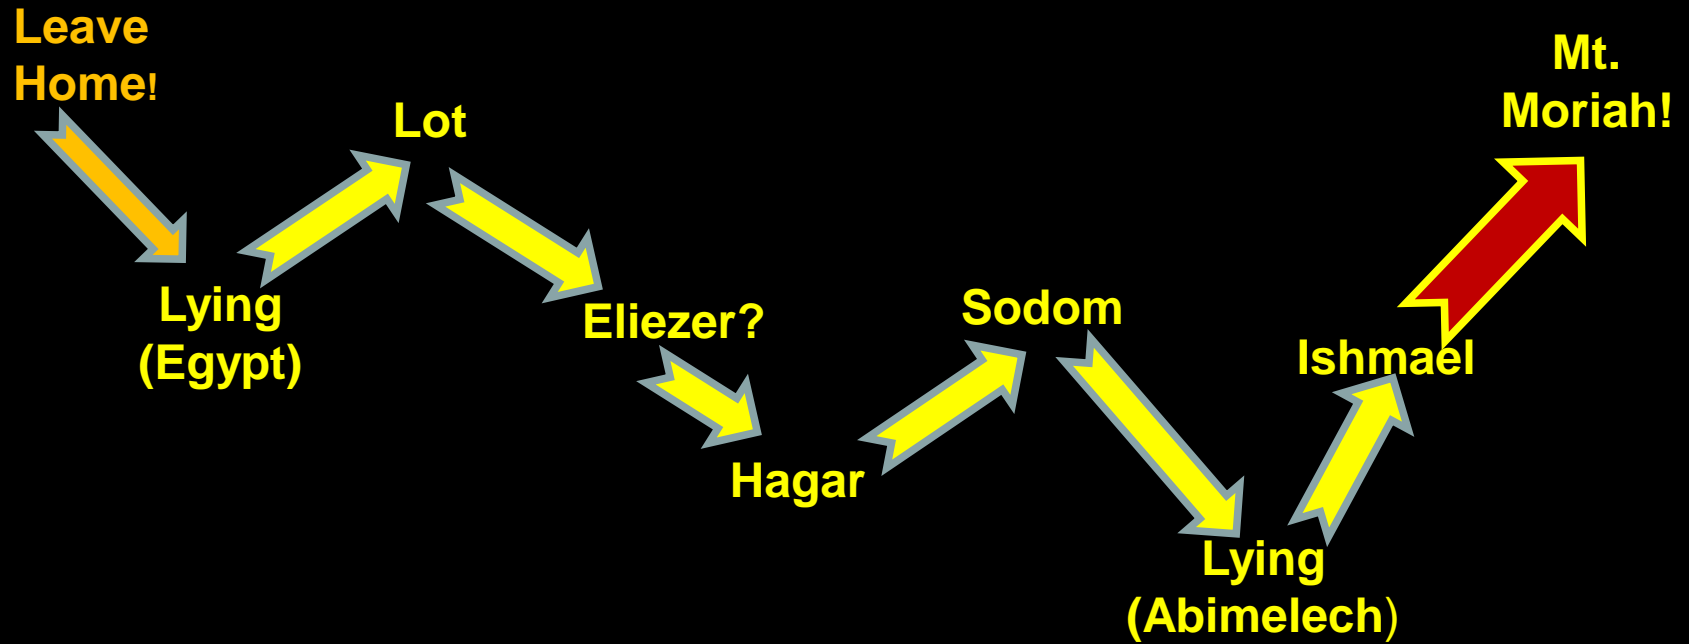 Leave
Home!
Lying
(Egypt)
Lot
Eliezer?
Hagar
Sodom
Lying
(Abimelech)
Ishmael
Mt.
Moriah!